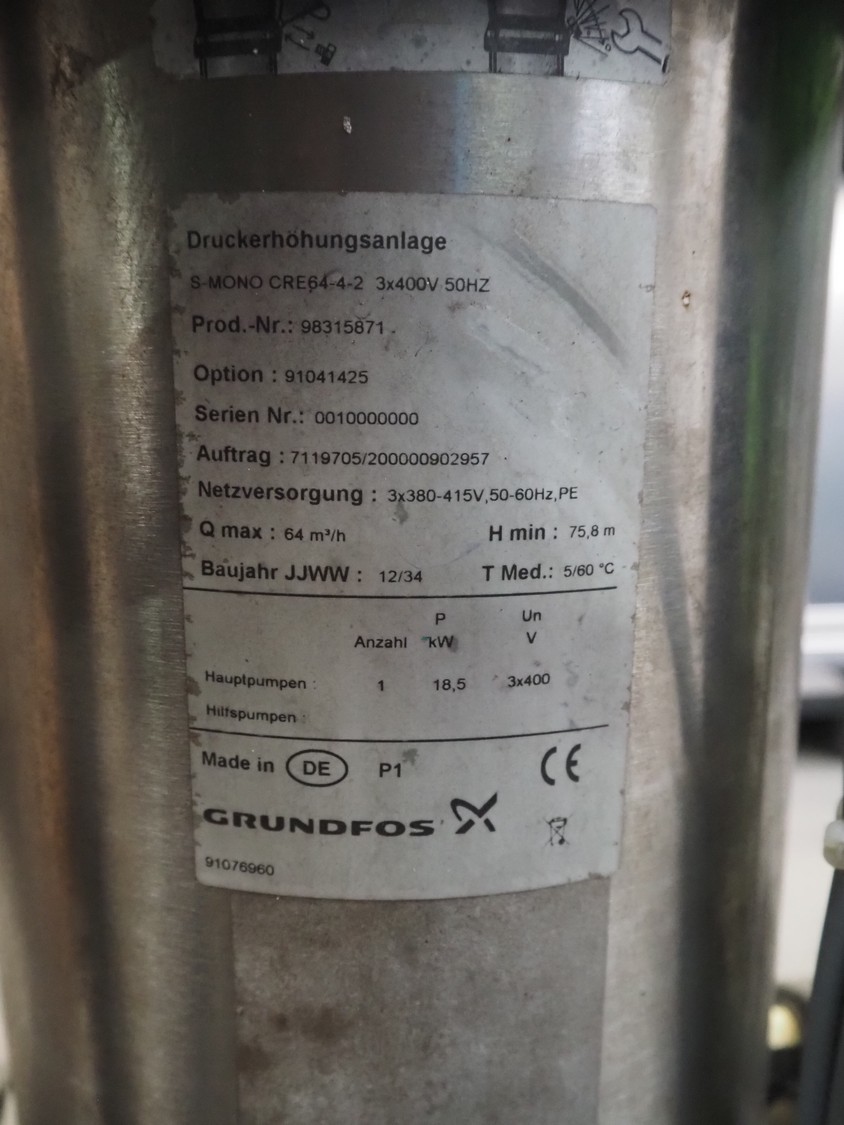 Druckerhöhungsanlage
S-MONO CRE64-4-2 3x400V 50HZ
Prod.-Nr.: 98315871
Option : 91041425
Serien Nr.: 0010000000
Auftrag : 7119705/200000902957
Netzversorgung : 3x380-415V,50-60Hz,PE
Q max : 64 m³/h H min : 75,8 m
Baujahr JJWW : 12/34 T Med.: 5/60 °C
P Un
Anzahl kW V
Hauptpumpen : 1 18,5 3x400
Hilfspumpen :
Made in DE P1 CE
GRUNDFOS
91076960